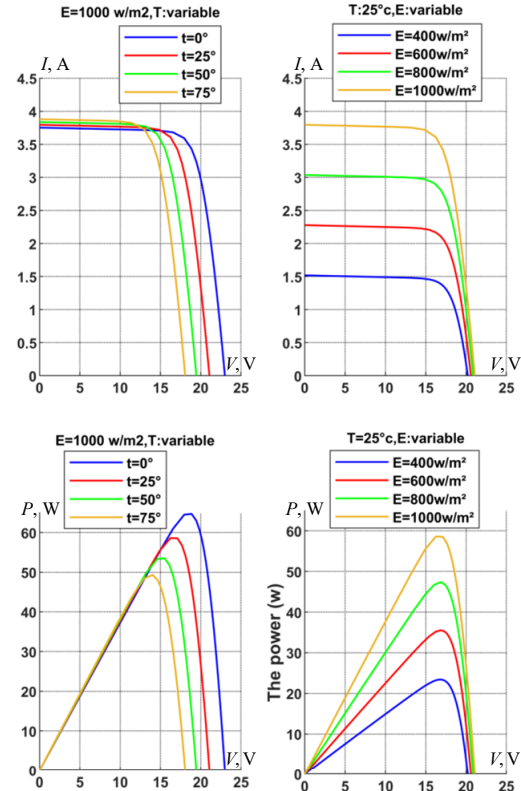 E=1000 w/m2,T:variable
t=0°
t=25°
t=50°
t=75°
I, A
4.5
4
3.5
3
2.5
2
1.5
1
0.5
0
0 5 10 15 20 25
V, V
T:25°c,E:variable
E=400w/m²
E=600w/m²
E=800w/m²
E=1000w/m²
I, A
4.5
4
3.5
3
2.5
2
1.5
1
0.5
0
0 5 10 15 20 25
V, V
E=1000 w/m2,T:variable
t=0°
t=25°
t=50°
t=75°
P, W
60
50
40
30
20
10
0
0 5 10 15 20 25
V, V
T=25°c,E:variable
E=400w/m²
E=600w/m²
E=800w/m²
E=1000w/m²
P, W
The power (w)
60
50
40
30
20
10
0
0 5 10 15 20 25
V, V